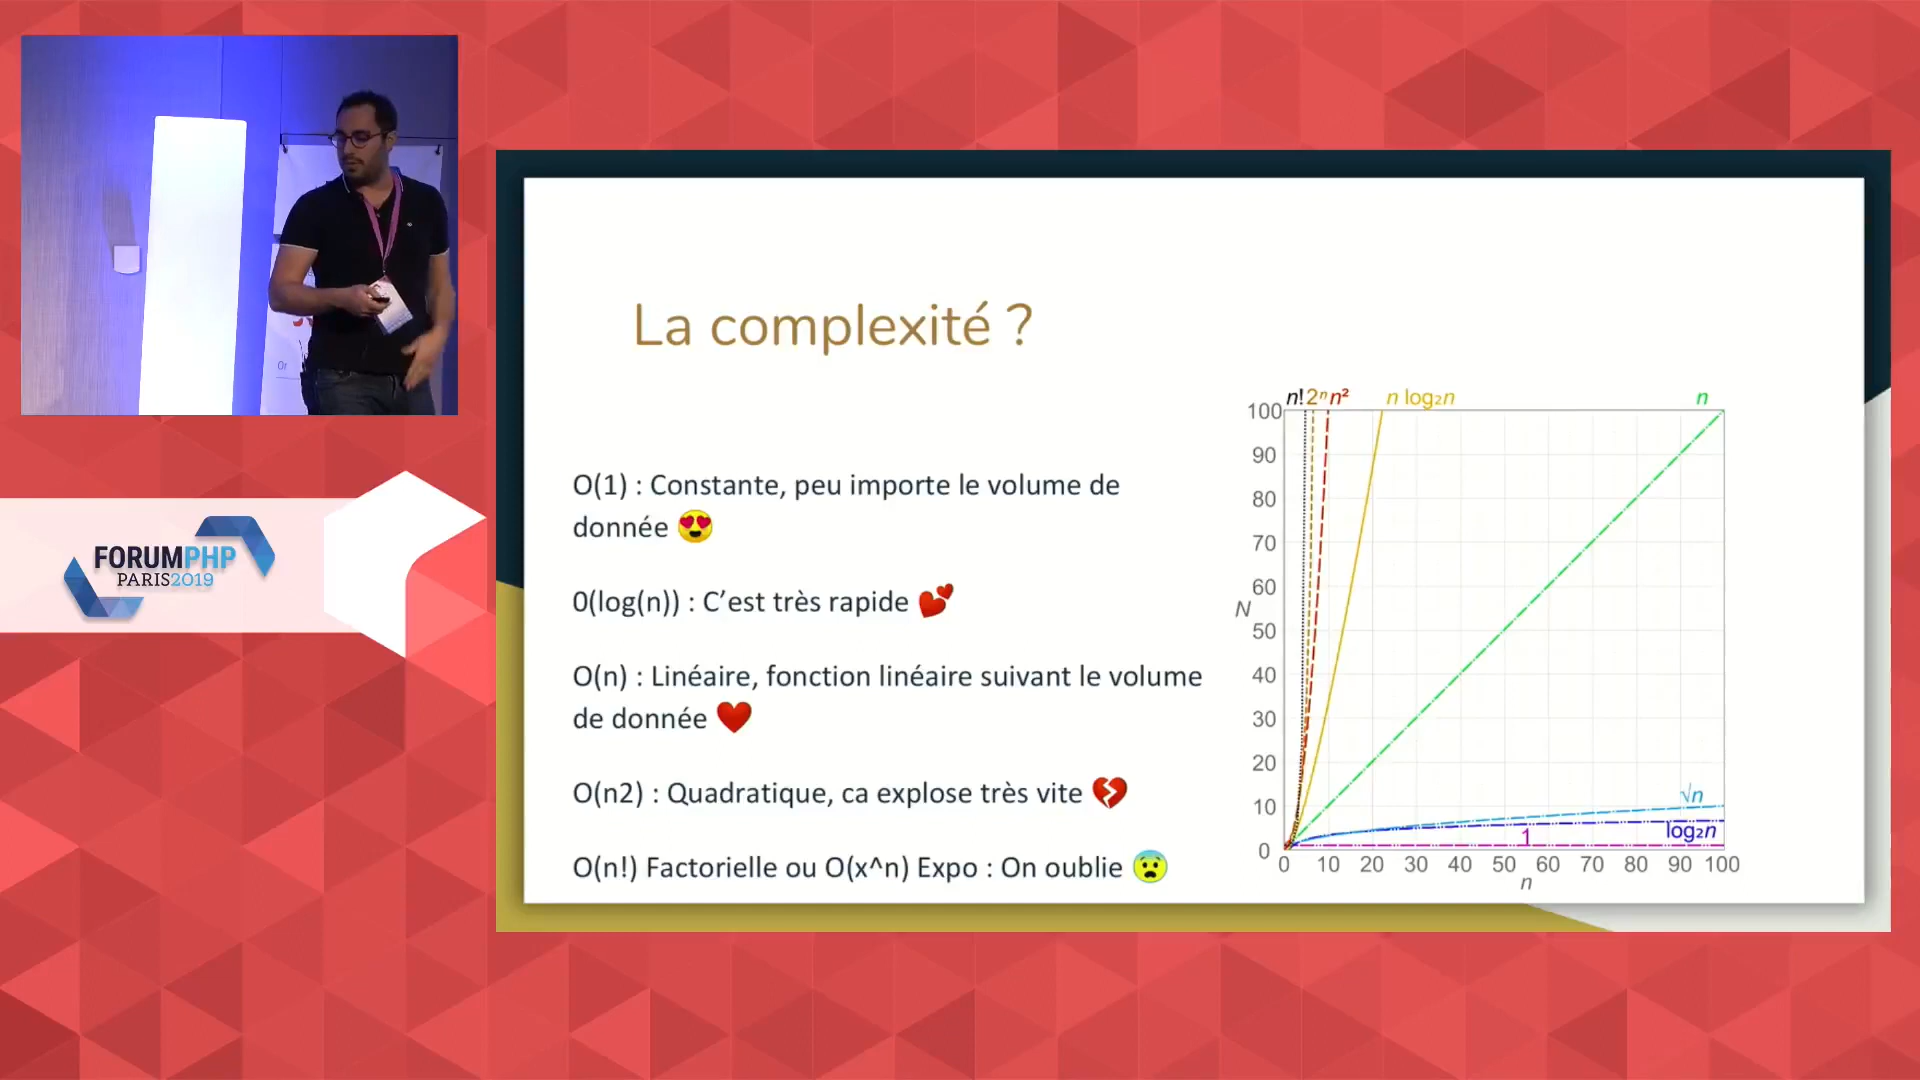 FORUMPHP
PARIS2019
La complexité ?
O(1) : Constante, peu importe le volume de
donnée 😍
0(log(n)) : C’est très rapide 💕
O(n) : Linéaire, fonction linéaire suivant le volume
de donnée ❤️
O(n2) : Quadratique, ca explose très vite 💔
O(n!) Factorielle ou O(x^n) Expo : On oublie 😨
n! 2ⁿ n² n log₂n n
100
90
80
70
60
N
50
40
30
20
10
0
√n
log₂n
1
0 10 20 30 40 50 60 70 80 90 100
n